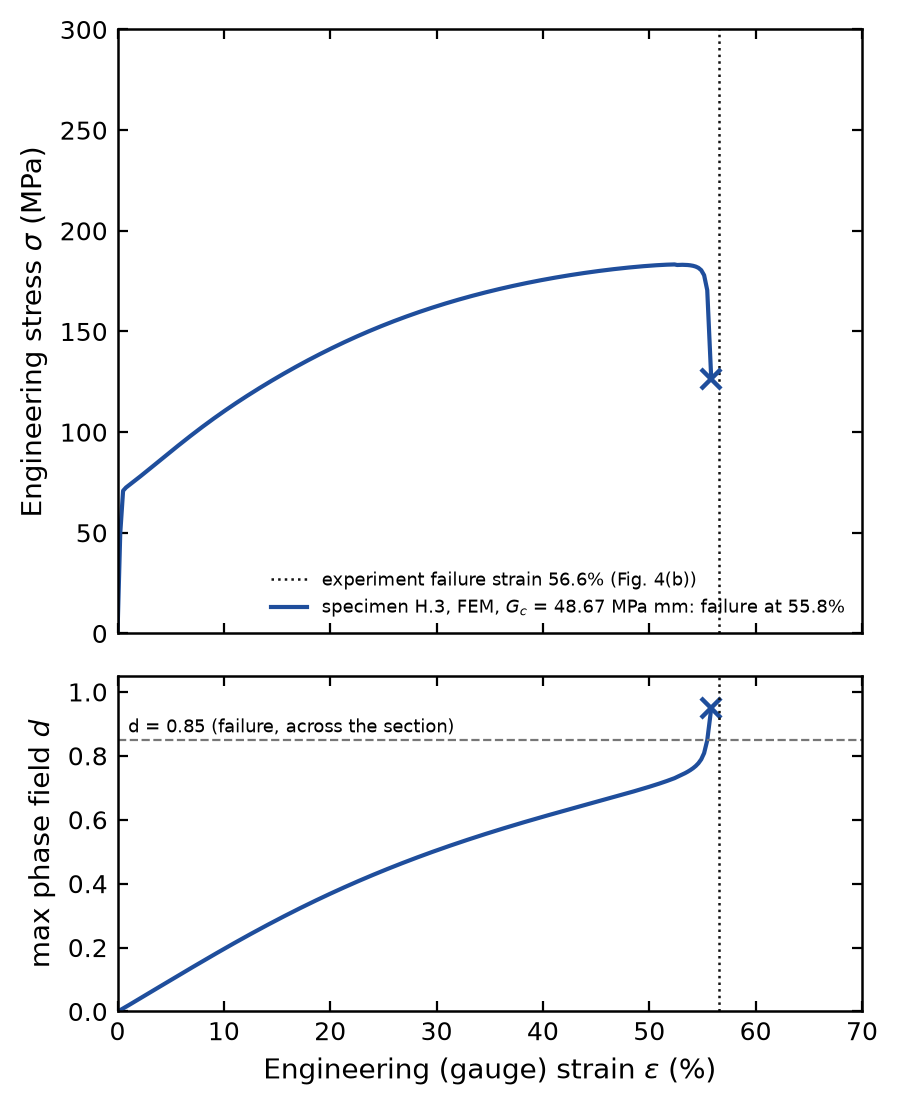 300
250
200
150
100
50
0
Engineering stress σ (MPa)
experiment failure strain 56.6% (Fig. 4(b))
specimen H.3, FEM, G_c = 48.67 MPa mm: failure at 55.8%
1.0
0.8
0.6
0.4
0.2
0.0
max phase field d
d = 0.85 (failure, across the section)
0 10 20 30 40 50 60 70
Engineering (gauge) strain ε (%)